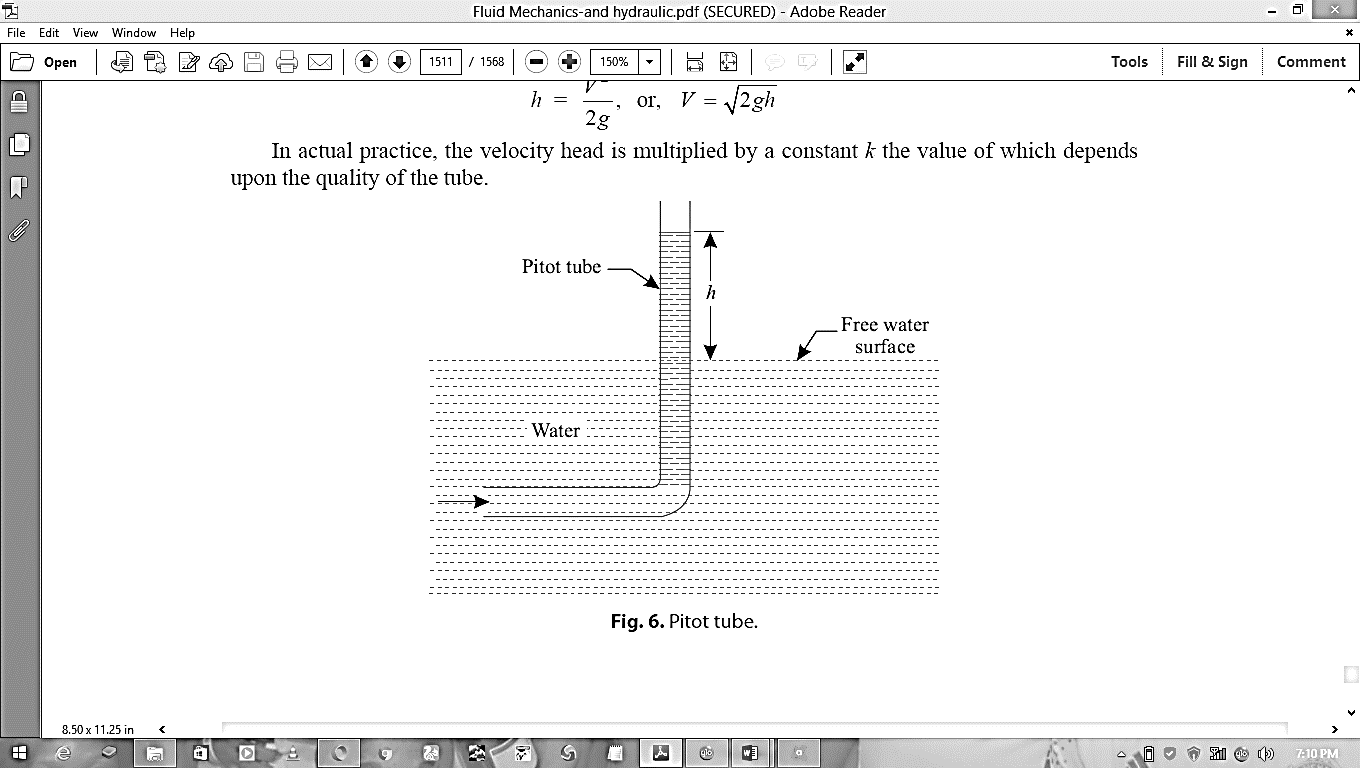 Fluid Mechanics-and hydraulic.pdf (SECURED) - Adobe Reader
File Edit View Window Help
Open 1511 / 1568 150% Tools Fill & Sign Comment
h = V²/2g, or, V = √2gh
In actual practice, the velocity head is multiplied by a constant k the value of which depends
upon the quality of the tube.
Pitot tube
h
Free water
surface
Water
Fig. 6. Pitot tube.
8.50 x 11.25 in
7:10 PM